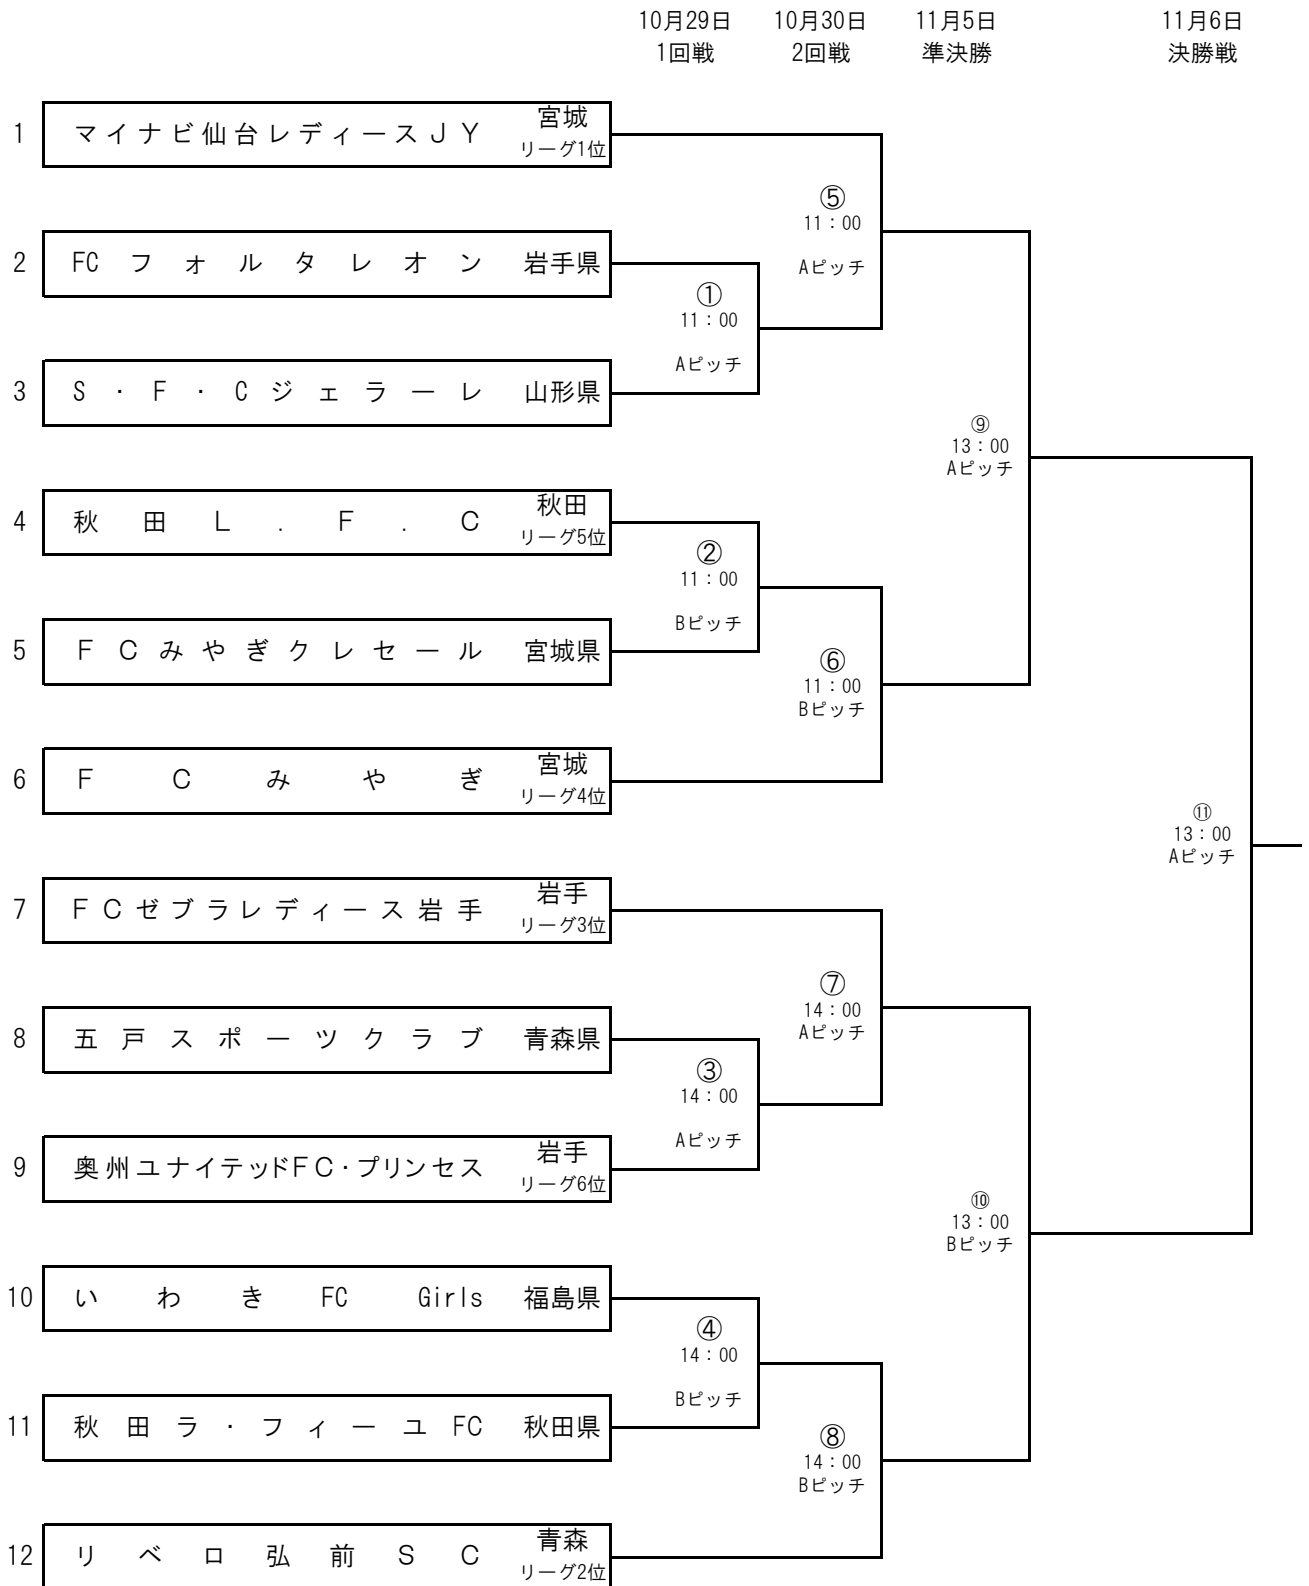 10月29日 10月30日 11月5日 11月6日
1回戦 2回戦 準決勝 決勝戦
1 マイナビ仙台レディースJY 宮城
リーグ1位
⑤
11:00
Aピッチ
2 FCフォルタレオン 岩手県
①
11:00
Aピッチ
3 S・F・Cジェラーレ 山形県
⑨
13:00
Aピッチ
4 秋田L.F.C 秋田
リーグ5位
②
11:00
Bピッチ
5 FCみやぎクレセール 宮城県
⑥
11:00
Bピッチ
6 FCみやぎ 宮城
リーグ4位
⑪
13:00
Aピッチ
7 FCゼブラレディース岩手 岩手
リーグ3位
⑦
14:00
Aピッチ
8 五戸スポーツクラブ 青森県
③
14:00
Aピッチ
9 奥州ユナイテッドFC・プリンセス 岩手
リーグ6位
⑩
13:00
Bピッチ
10 いわきFC Girls 福島県
④
14:00
Bピッチ
11 秋田ラ・フィーユFC 秋田県
⑧
14:00
Bピッチ
12 リベロ弘前SC 青森
リーグ2位